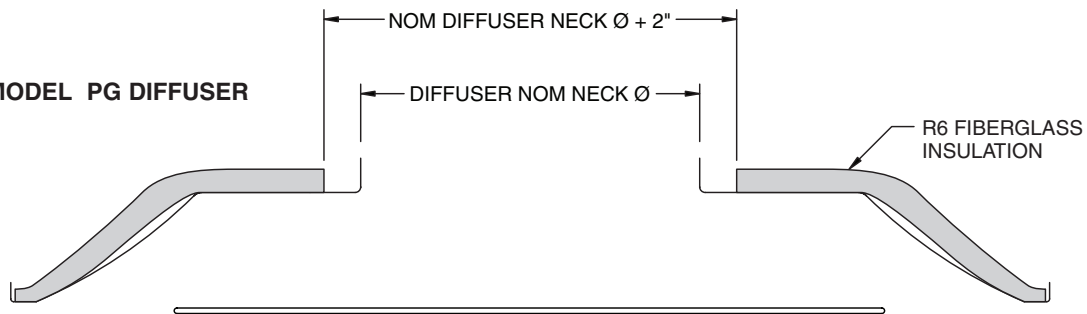 NOM DIFFUSER NECK Ø + 2"
MODEL PG DIFFUSER
DIFFUSER NOM NECK Ø
R6 FIBERGLASS
INSULATION